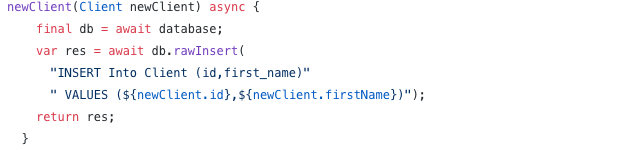 newClient(Client newClient) async {
    final db = await database;
    var res = await db.rawInsert(
      "INSERT Into Client (id,first_name)"
      " VALUES (${newClient.id},${newClient.firstName})");
    return res;
  }